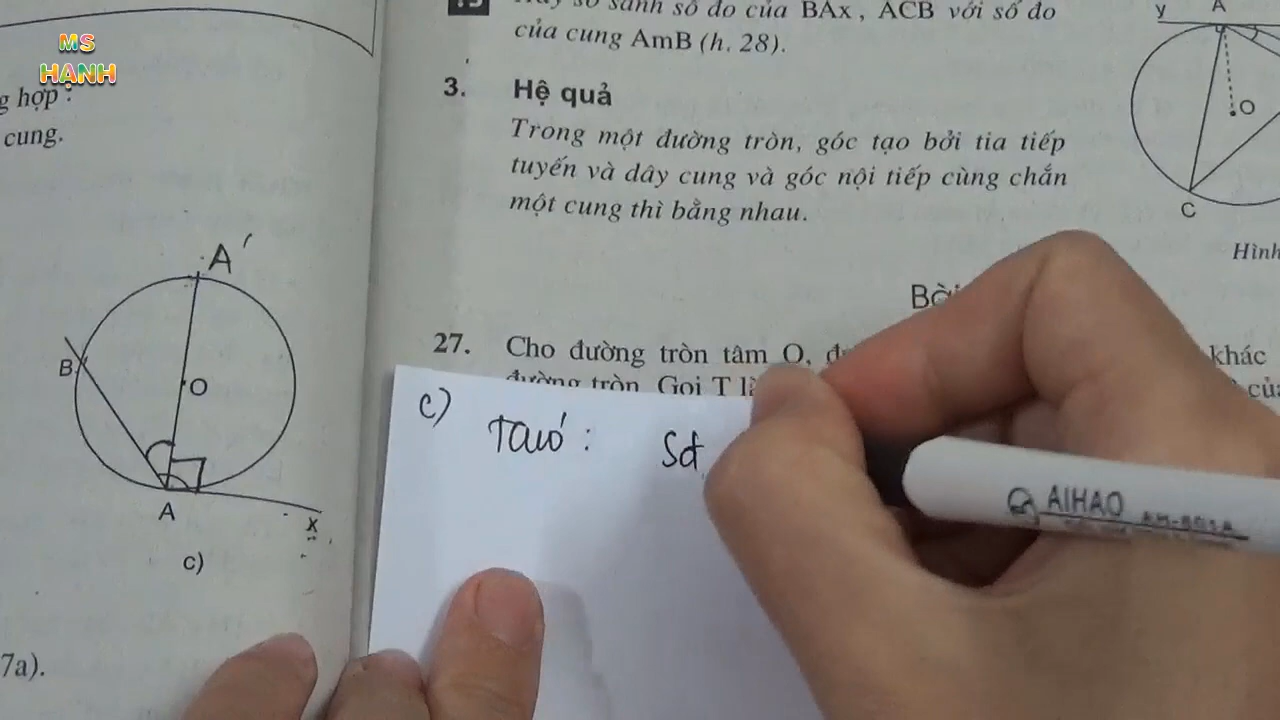 MS
HẠNH
g hợp :
cung.
A'
B
O
A
x
c)
7a).
so sánh số đo của BAx, ACB với số đo
của cung AmB (h. 28).
3. Hệ quả
Trong một đường tròn, góc tạo bởi tia tiếp
tuyến và dây cung và góc nội tiếp cùng chắn
một cung thì bằng nhau.
y A
O
C
Hình
27. Cho đường tròn tâm O, khác
đường tròn. Gọi T
c) Ta có : Sđ
AIHAO